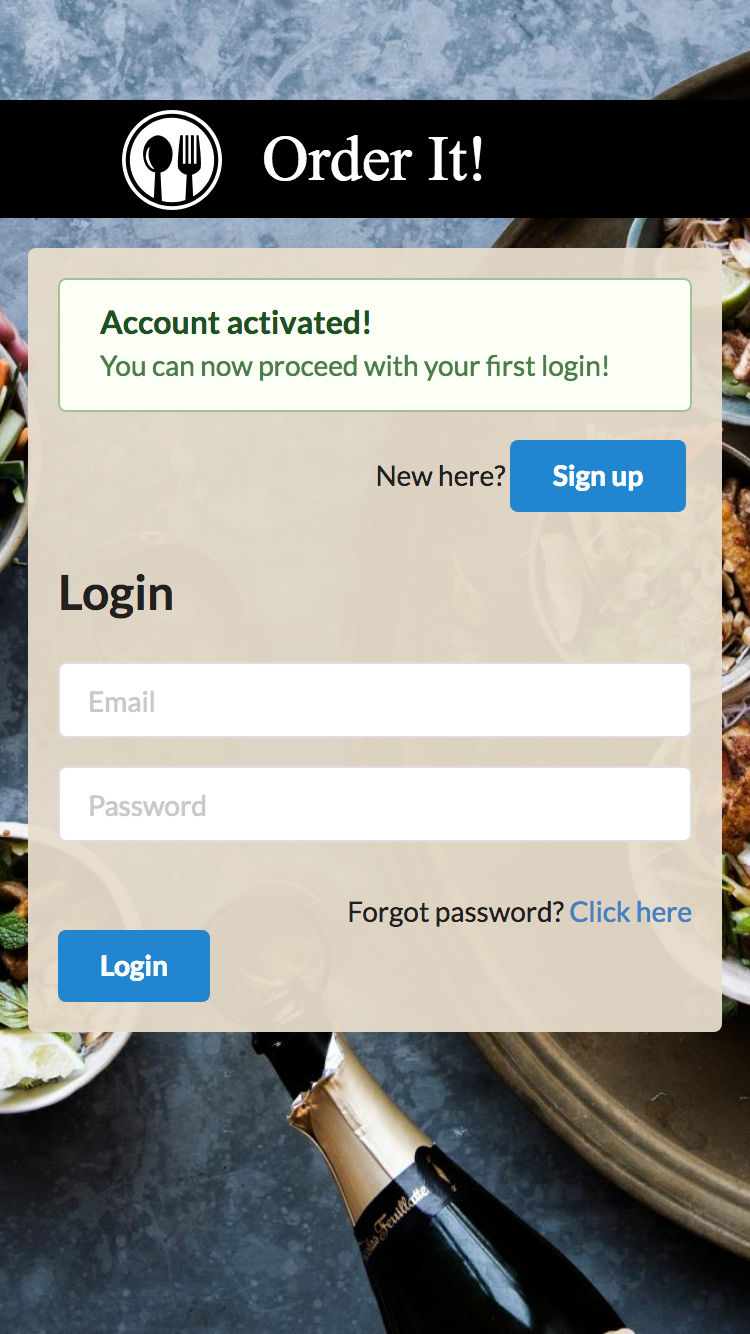 Order It!
Account activated!
You can now proceed with your first login!
New here? Sign up
Login
Email
Password
Forgot password? Click here
Login
Feuillatte